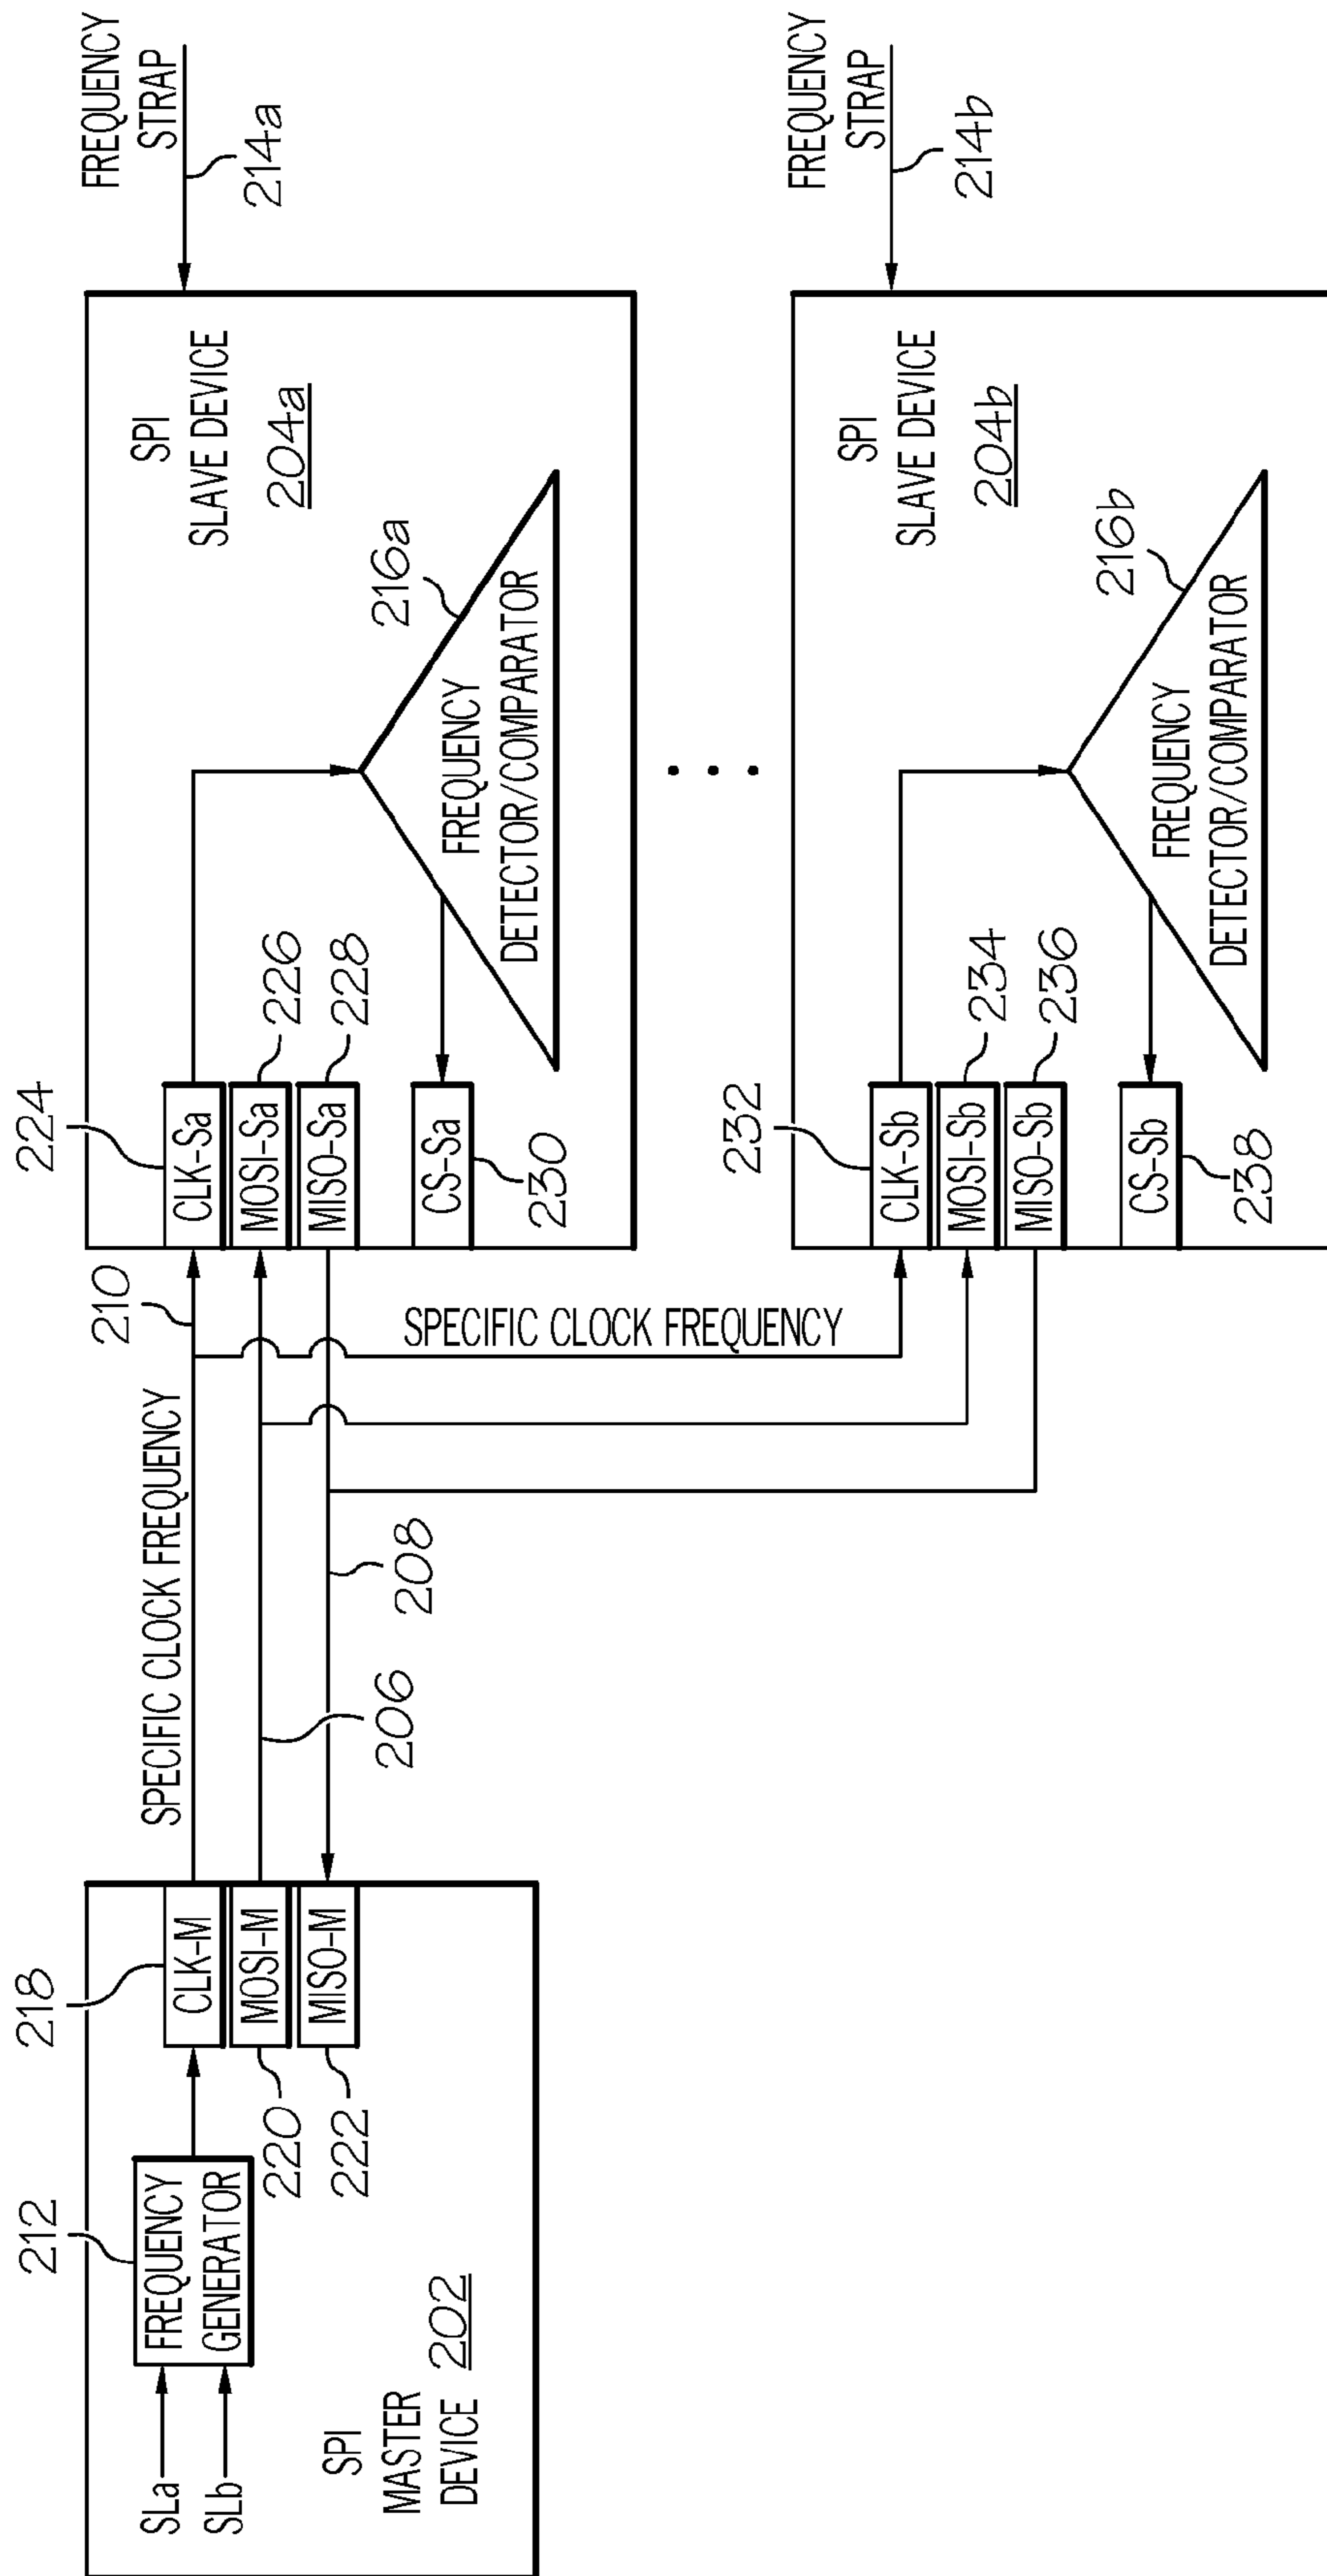 SLa
SLb
212
FREQUENCY
GENERATOR
SPI
MASTER
DEVICE
202
218
CLK-M
MOSI-M
MISO-M
220
222
SPECIFIC CLOCK FREQUENCY
206
208
210
SPECIFIC CLOCK FREQUENCY
224
CLK-Sa
MOSI-Sa
MISO-Sa
CS-Sa
226
228
230
FREQUENCY
DETECTOR/COMPARATOR
216a
SPI
SLAVE DEVICE
204a
FREQUENCY
STRAP
214a
232
CLK-Sb
MOSI-Sb
MISO-Sb
CS-Sb
234
236
238
FREQUENCY
DETECTOR/COMPARATOR
216b
SPI
SLAVE DEVICE
204b
FREQUENCY
STRAP
214b